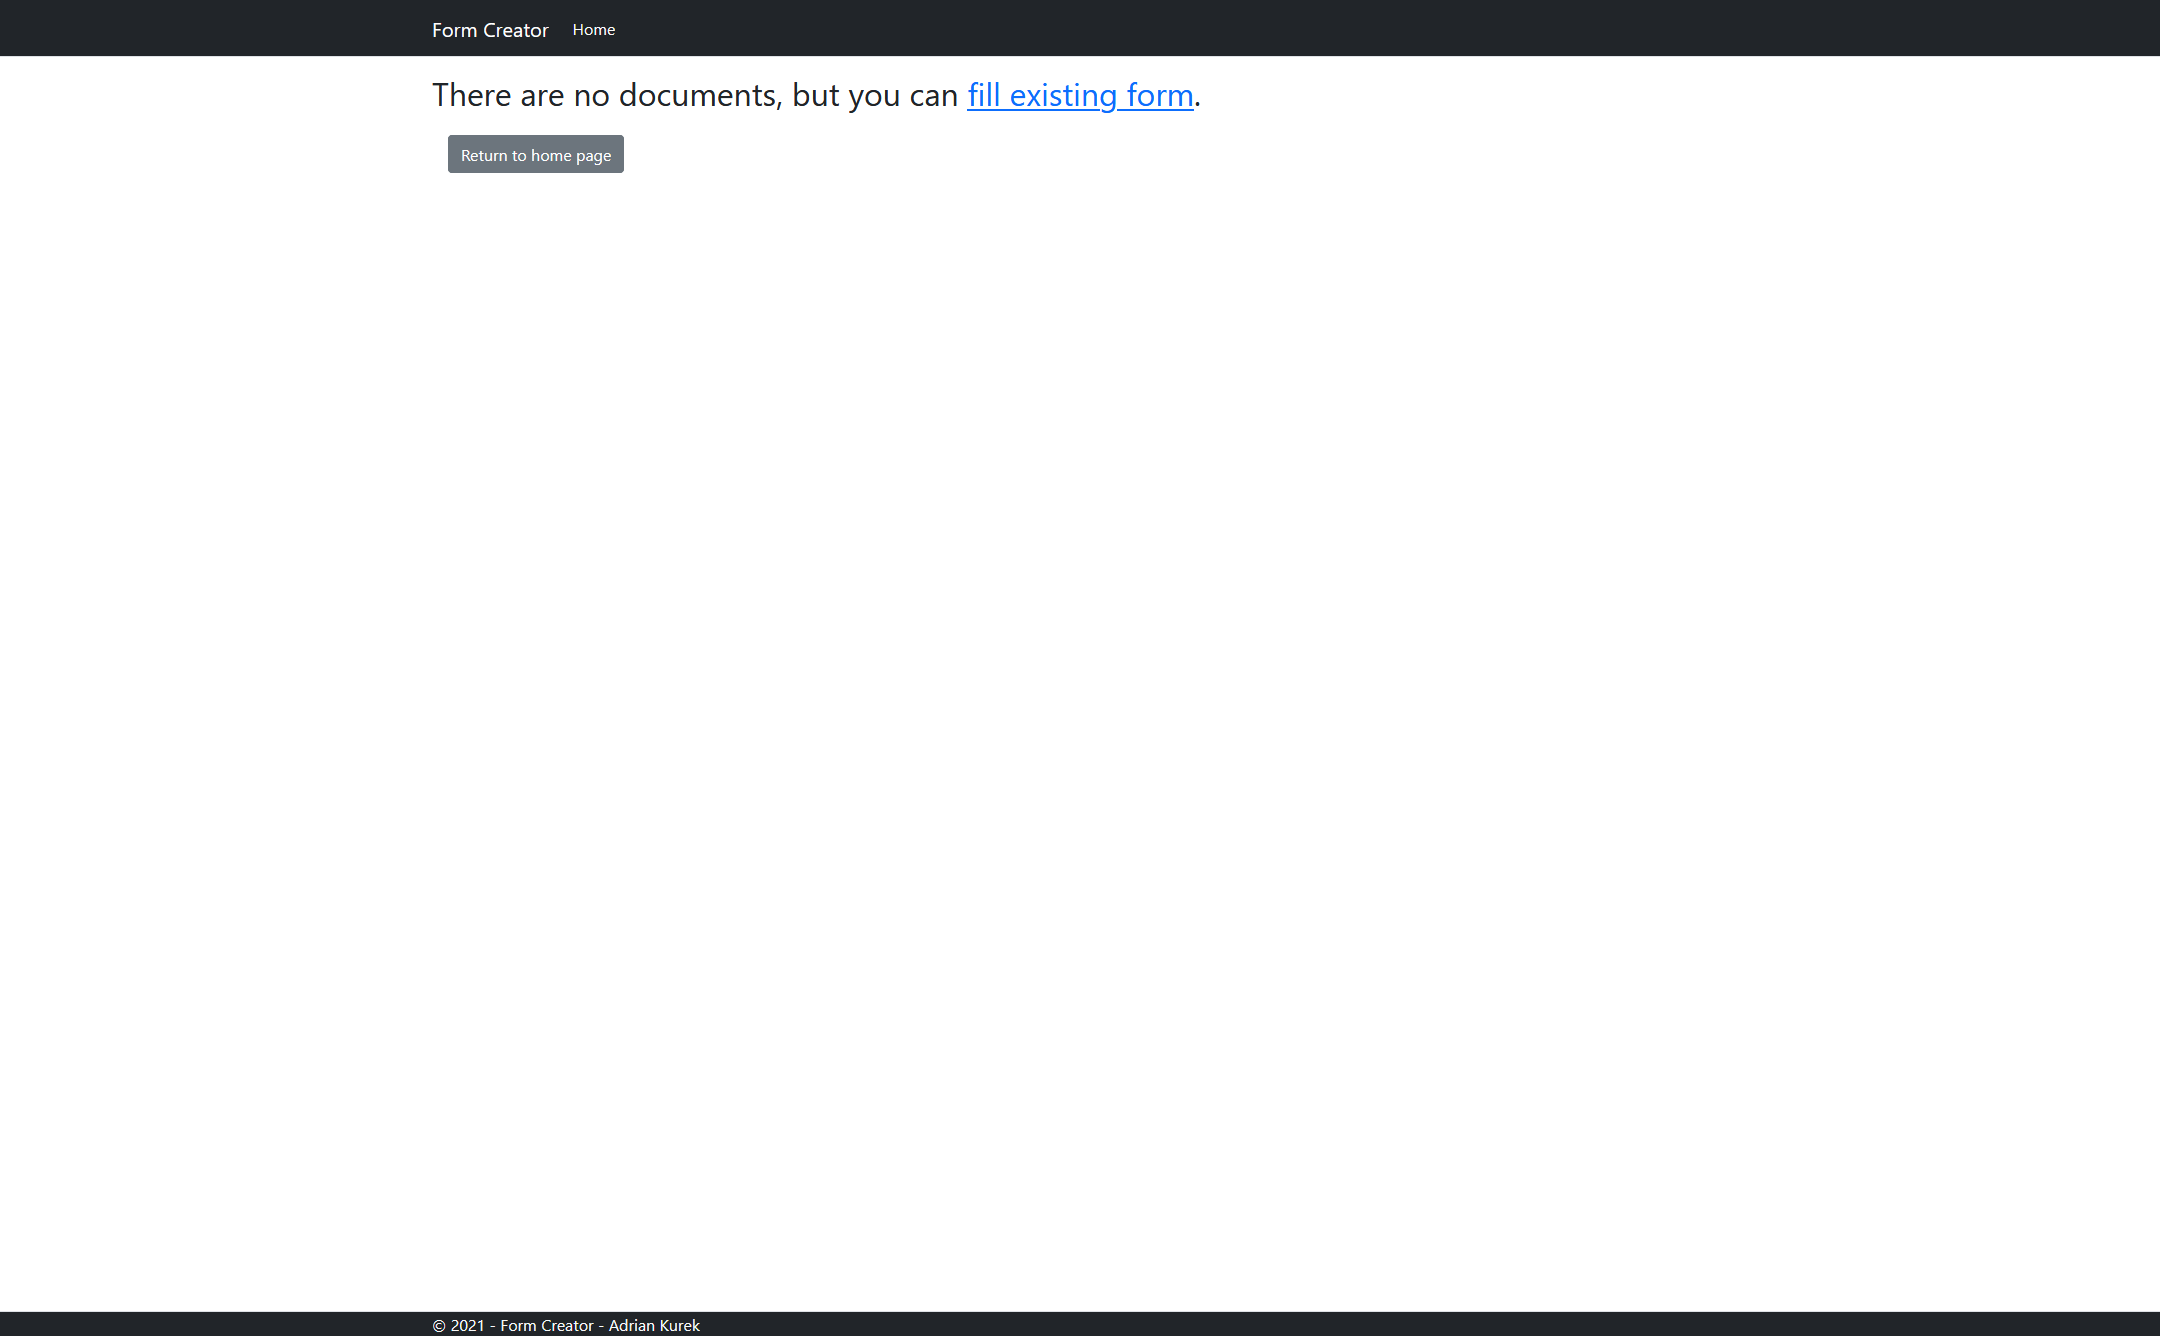 Form Creator Home
There are no documents, but you can fill existing form.
Return to home page
© 2021 - Form Creator - Adrian Kurek